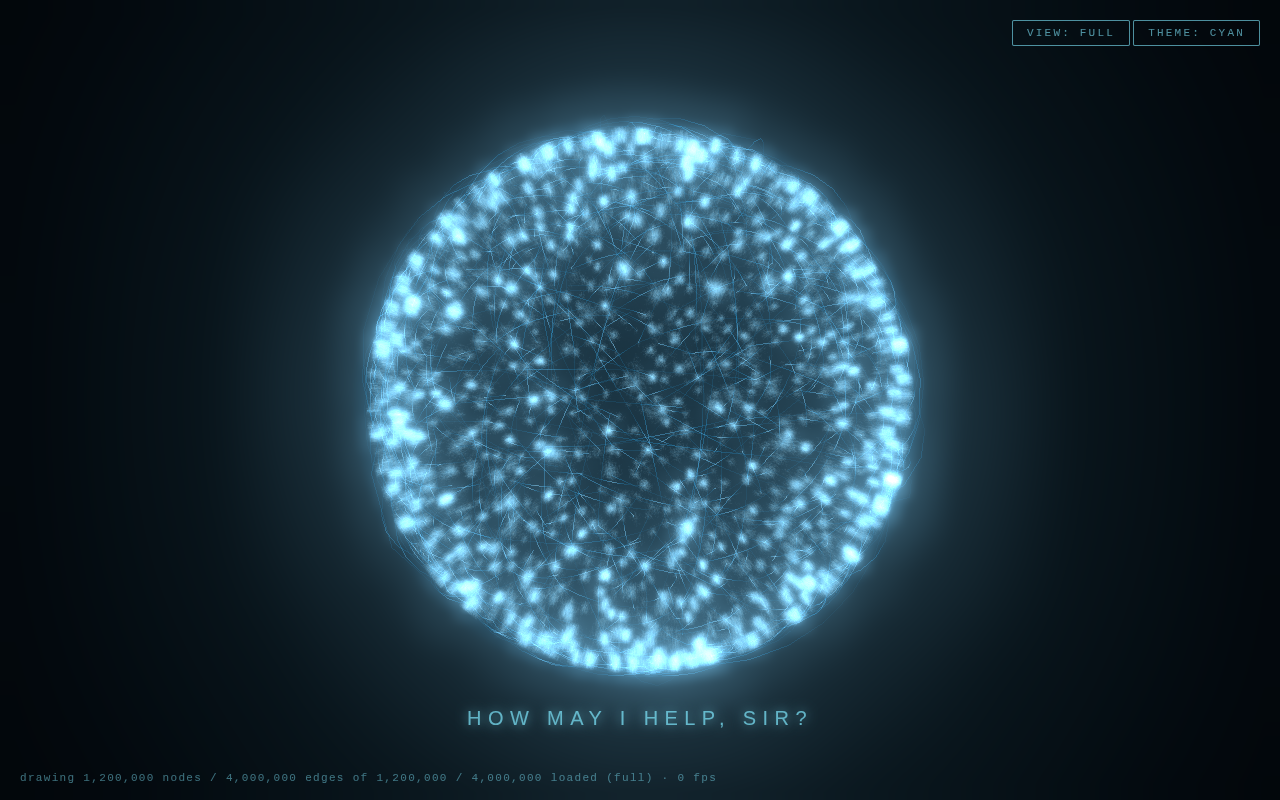 VIEW: FULL THEME: CYAN
HOW MAY I HELP, SIR?
drawing 1,200,000 nodes / 4,000,000 edges of 1,200,000 / 4,000,000 loaded (full) · 0 fps